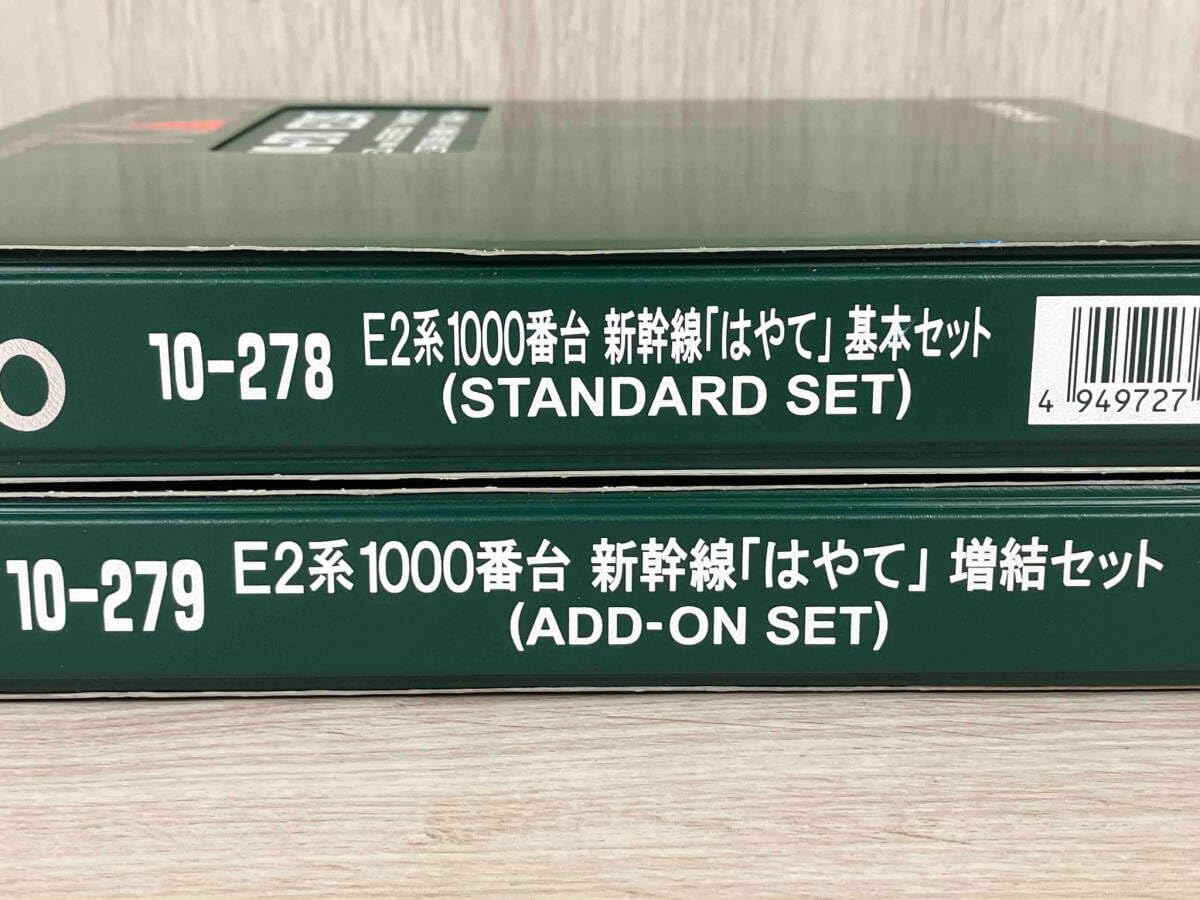 10-278
E2系1000番台 新幹線「はやて」 基本セット
(STANDARD SET)
4 949727
10-279
E2系1000番台 新幹線「はやて」 増結セット
(ADD-ON SET)